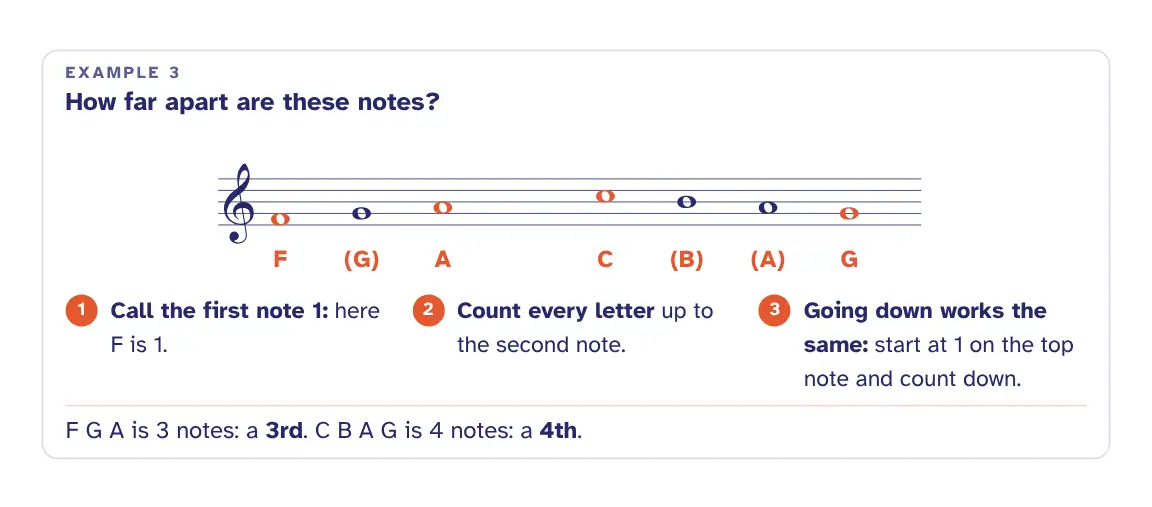 EXAMPLE 3
How far apart are these notes?
F (G) A C (B) (A) G
1 Call the first note 1: here
F is 1.
2 Count every letter up to
the second note.
3 Going down works the
same: start at 1 on the top
note and count down.
F G A is 3 notes: a 3rd. C B A G is 4 notes: a 4th.